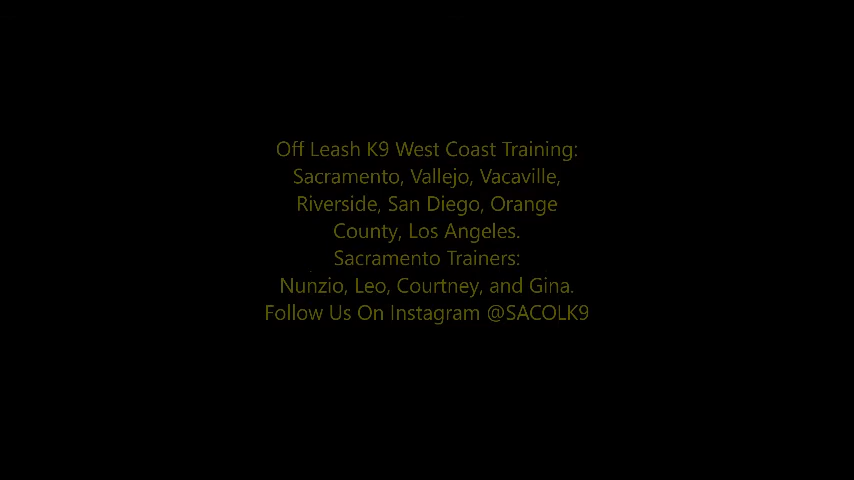 Off Leash K9 West Coast Training:
Sacramento, Vallejo, Vacaville,
Riverside, San Diego, Orange
County, Los Angeles.
Sacramento Trainers:
Nunzio, Leo, Courtney, and Gina.
Follow Us On Instagram @SACOLK9